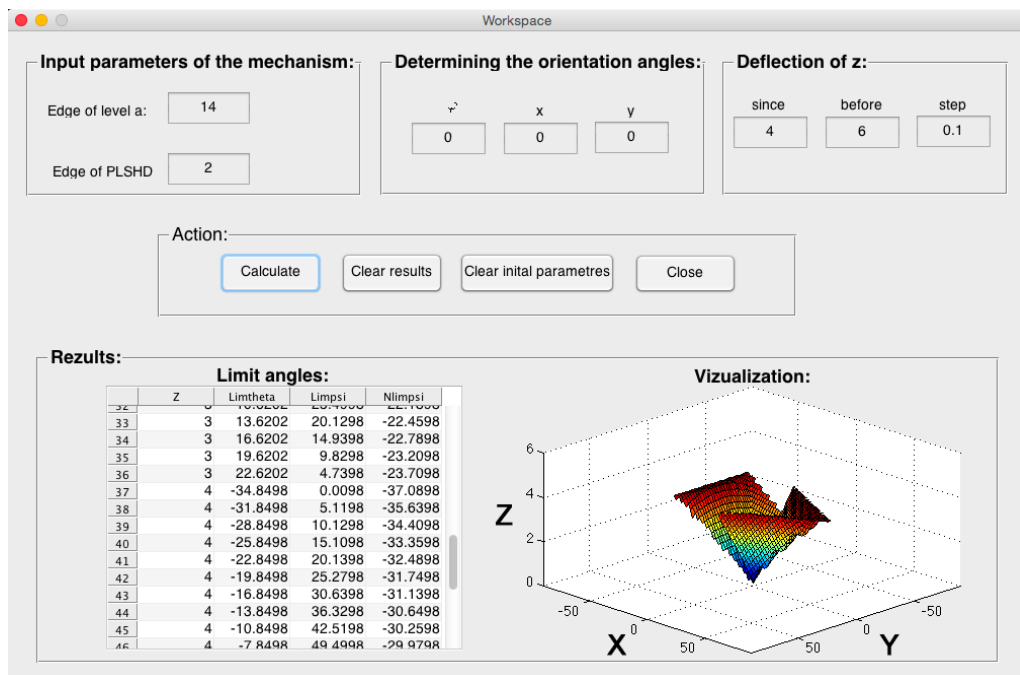 Workspace
Input parameters of the mechanism:
Edge of level a: 14
Edge of PLSHD 2
Determining the orientation angles:
x y
0 0 0
Deflection of z:
since before step
4 6 0.1
Action:
Calculate Clear results Clear inital parametres Close
Rezults:
Limit angles:
Z Limtheta Limpsi Nlimpsi
33 3 13.6202 20.1298 -22.4598
34 3 16.6202 14.9398 -22.7898
35 3 19.6202 9.8298 -23.2098
36 3 22.6202 4.7398 -23.7098
37 4 -34.8498 0.0098 -37.0898
38 4 -31.8498 5.1198 -35.6398
39 4 -28.8498 10.1298 -34.4098
40 4 -25.8498 15.1098 -33.3598
41 4 -22.8498 20.1398 -32.4898
42 4 -19.8498 25.2798 -31.7498
43 4 -16.8498 30.6398 -31.1398
44 4 -13.8498 36.3298 -30.6498
45 4 -10.8498 42.5198 -30.2598
46 4 -7.8498 49.4998 -29.9798
Vizualization:
6
4
Z
2
0
-50
0
X
50
-50
0
Y
50